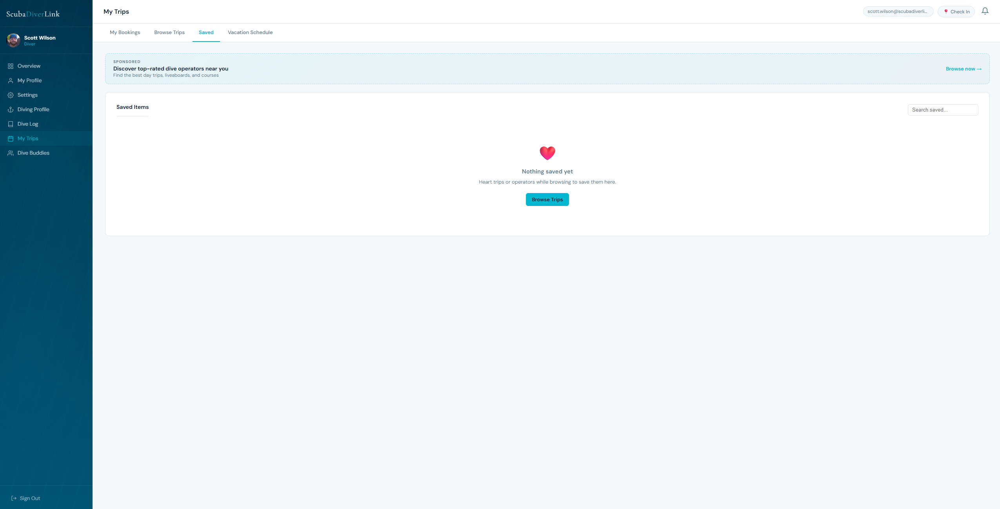 ScubaDiverLink
Scott Wilson
Diver
Overview
My Profile
Settings
Diving Profile
Dive Log
My Trips
Dive Buddies
Sign Out
My Trips
scott.wilson@scubadiverli...
Check In
My Bookings
Browse Trips
Saved
Vacation Schedule
SPONSORED
Discover top-rated dive operators near you
Find the best day trips, liveaboards, and courses
Browse now →
Saved Items
Search saved...
Nothing saved yet
Heart trips or operators while browsing to save them here.
Browse Trips